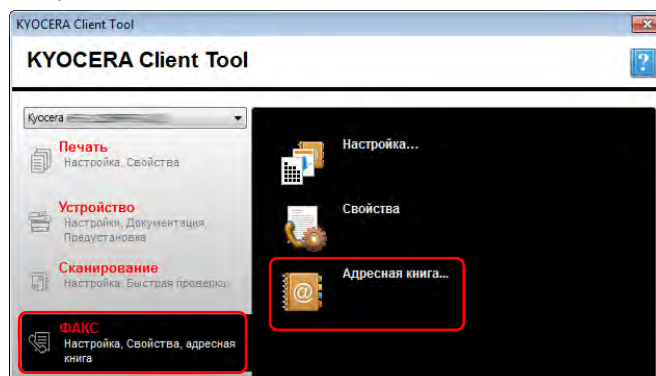 KYOCERA Client Tool
KYOCERA Client Tool
?
Kyocera
Печать
Настройка, Свойства
Устройство
Настройки, Документация,
Предустановка
Сканирование
Настройка, Быстрая проверка
ФАКС
Настройка, Свойства, адресная
книга
Настройка...
Свойства
@
Адресная книга...